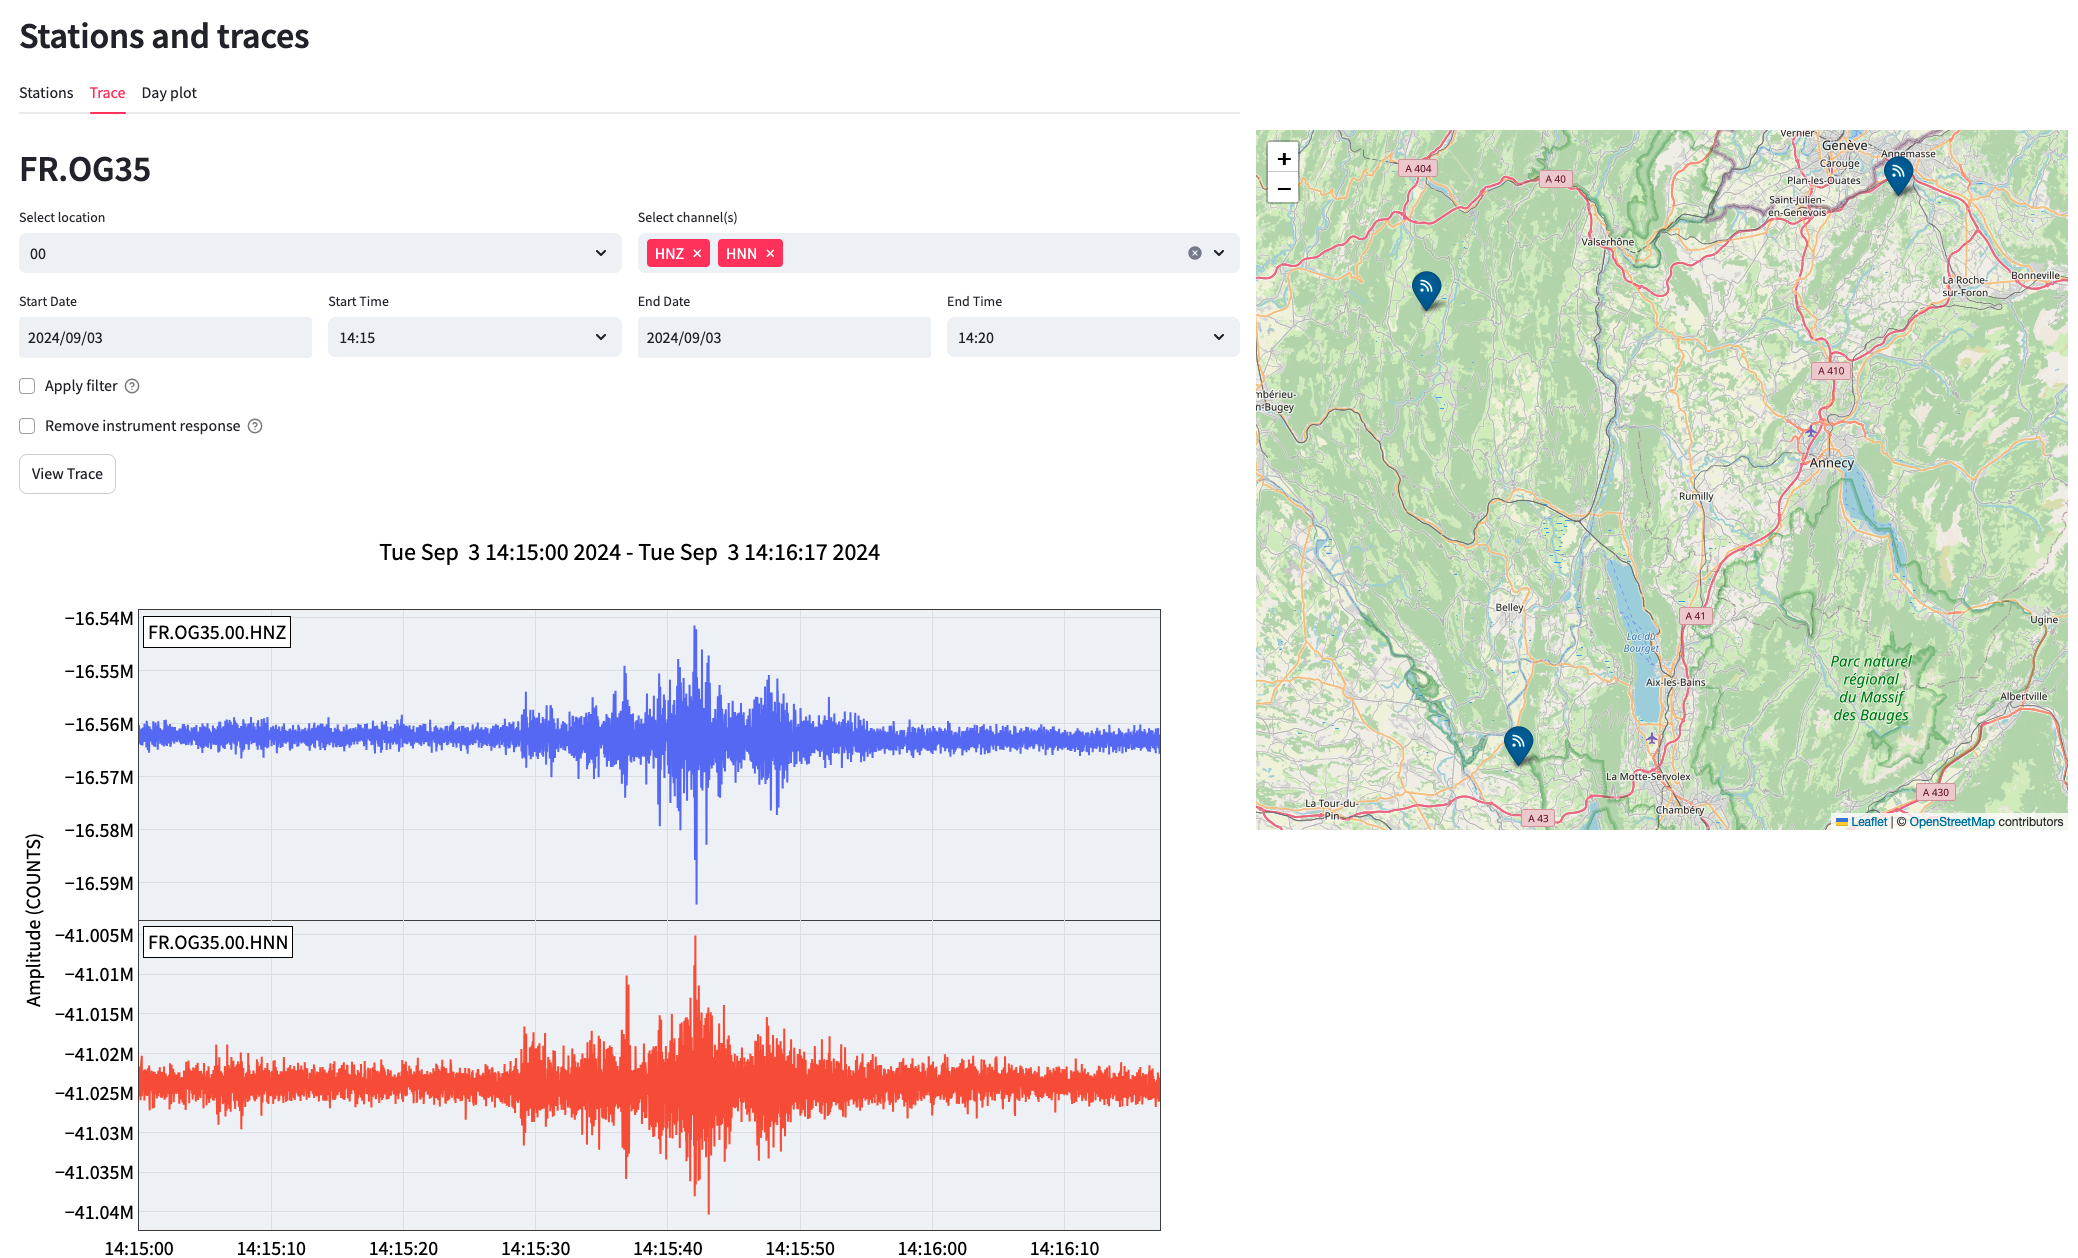 Stations and traces
Stations Trace Day plot
FR.OG35
Select location
00
Select channel(s)
HNZ × HNN ×
Start Date
2024/09/03
Start Time
14:15
End Date
2024/09/03
End Time
14:20
Apply filter ?
Remove instrument response ?
View Trace
Tue Sep  3 14:15:00 2024 - Tue Sep  3 14:16:17 2024
Amplitude (COUNTS)
FR.OG35.00.HNZ
−16.54M
−16.55M
−16.56M
−16.57M
−16.58M
−16.59M
FR.OG35.00.HNN
−41.005M
−41.01M
−41.015M
−41.02M
−41.025M
−41.03M
−41.035M
−41.04M
14:15:00 14:15:10 14:15:20 14:15:30 14:15:40 14:15:50 14:16:00 14:16:10
+
−
Vernier
Genève
Annemasse
Carouge
Plan-les-Ouates
A 404
A 40
Saint-Julien-
en-Genevois
Valserhône
Bonneville
La Roche-
sur-Foron
A 410
mbérieu-
n-Bugey
Annecy
Rumilly
Belley
A 41
Ugine
Lac du
Bourget
Parc naturel
régional
du Massif
des Bauges
Aix-les-Bains
Albertville
La Motte-Servolex
A 430
La Tour-du-
Pin
Chambéry
A 43
Leaflet | © OpenStreetMap contributors